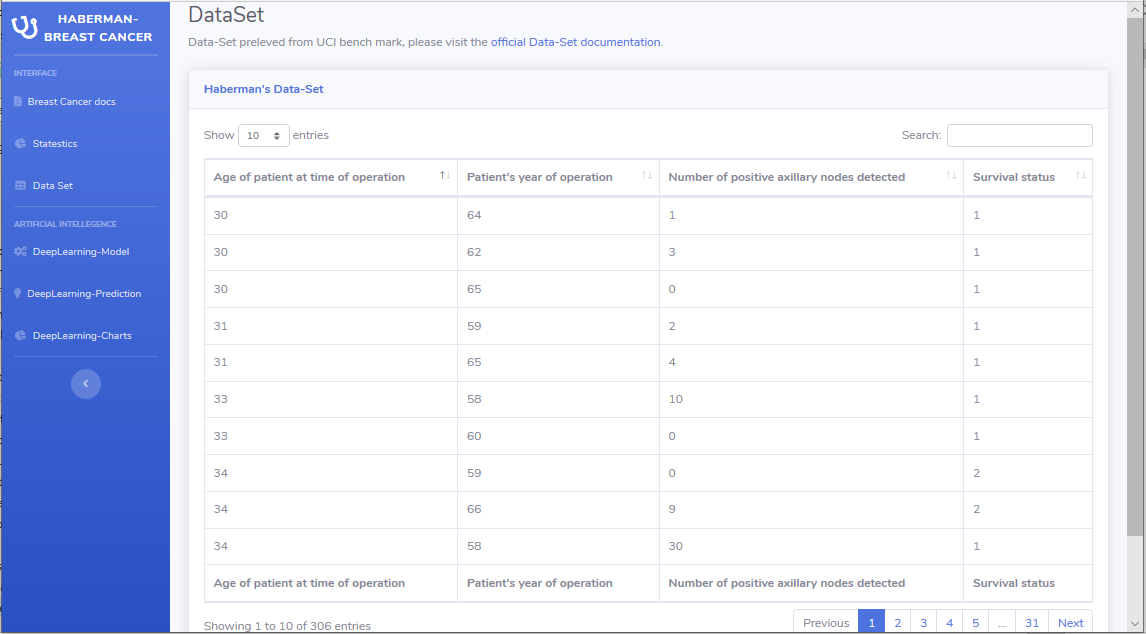 HABERMAN-
BREAST CANCER
INTERFACE
Breast Cancer docs
Statestics
Data Set
ARTIFICIAL INTELLEGENCE
DeepLearning-Model
DeepLearning-Prediction
DeepLearning-Charts
DataSet
Data-Set preleved from UCI bench mark, please visit the official Data-Set documentation.
Haberman's Data-Set
Show 10 entries Search:
Age of patient at time of operation Patient's year of operation Number of positive axillary nodes detected Survival status
30 64 1 1
30 62 3 1
30 65 0 1
31 59 2 1
31 65 4 1
33 58 10 1
33 60 0 1
34 59 0 2
34 66 9 2
34 58 30 1
Age of patient at time of operation Patient's year of operation Number of positive axillary nodes detected Survival status
Showing 1 to 10 of 306 entries Previous 1 2 3 4 5 ... 31 Next